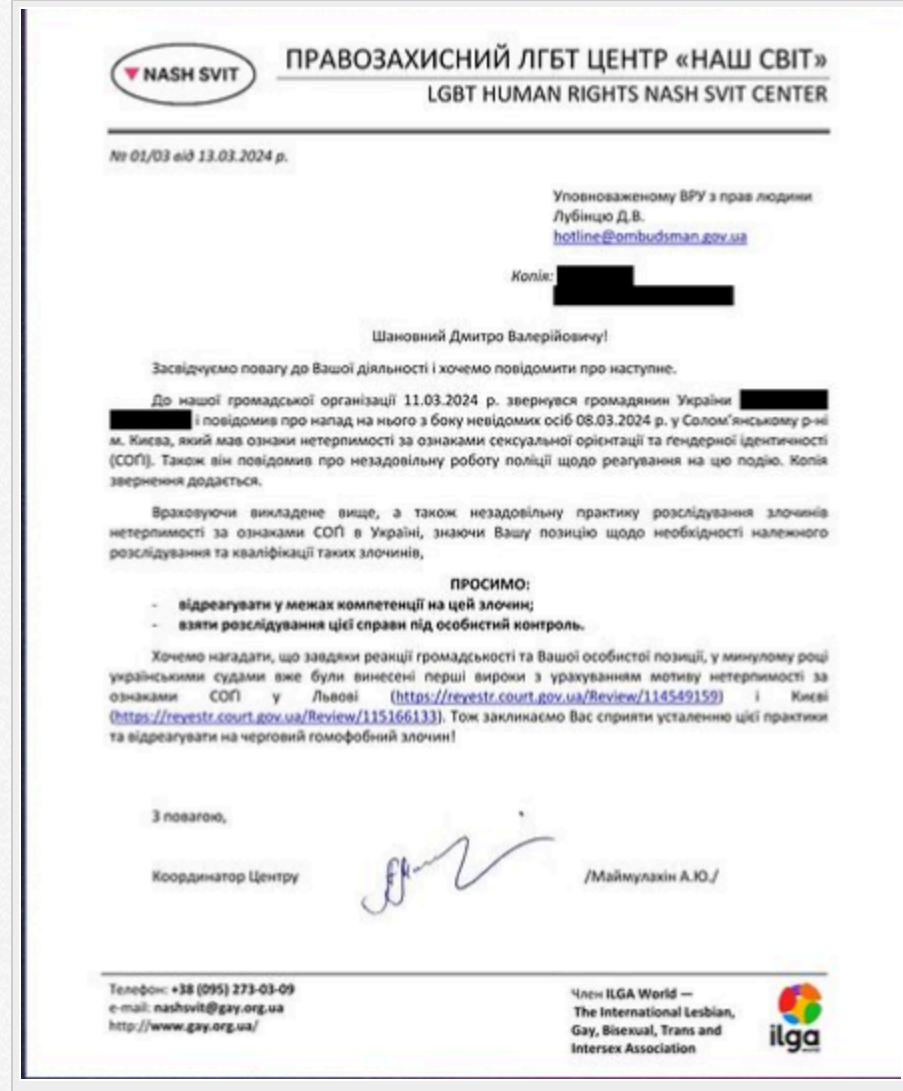 NASH SVIT
ПРАВОЗАХИСНИЙ ЛГБТ ЦЕНТР «НАШ СВІТ»
LGBT HUMAN RIGHTS NASH SVIT CENTER
№ 01/03 від 13.03.2024 р.
Уповноваженому ВРУ з прав людини
Лубінцю Д.В.
hotline@ombudsman.gov.ua
Копія:
Шановний Дмитро Валерійовичу!
Засвідчуємо повагу до Вашої діяльності і хочемо повідомити про наступне.
До нашої громадської організації 11.03.2024 р. звернувся громадянин України
і повідомив про напад на нього з боку невідомих осіб 08.03.2024 р. у Солом'янському р-ні
м. Києва, який мав ознаки нетерпимості за ознаками сексуальної орієнтації та ґендерної ідентичності
(СОҐІ). Також він повідомив про незадовільну роботу поліції щодо реагування на цю подію. Копія
звернення додається.
Враховуючи викладене вище, а також незадовільну практику розслідування злочинів
нетерпимості за ознаками СОҐІ в Україні, знаючи Вашу позицію щодо необхідності належного
розслідування та кваліфікації таких злочинів,
ПРОСИМО:
- відреагувати у межах компетенції на цей злочин;
- взяти розслідування цієї справи під особистий контроль.
Хочемо нагадати, що завдяки реакції громадськості та Вашої особистої позиції, у минулому році
українськими судами вже були винесені перші вироки з урахуванням мотиву нетерпимості за
ознаками СОҐІ у Львові (https://reyestr.court.gov.ua/Review/114549159) і Києві
(https://reyestr.court.gov.ua/Review/115166133). Тож закликаємо Вас сприяти усталенню цієї практики
та відреагувати на черговий гомофобний злочин!
З повагою,
Координатор Центру
/Маймулахін А.Ю./
Телефон: +38 (095) 273-03-09
e-mail: nashsvit@gay.org.ua
http://www.gay.org.ua/
Член ILGA World —
The International Lesbian,
Gay, Bisexual, Trans and
Intersex Association
ilga